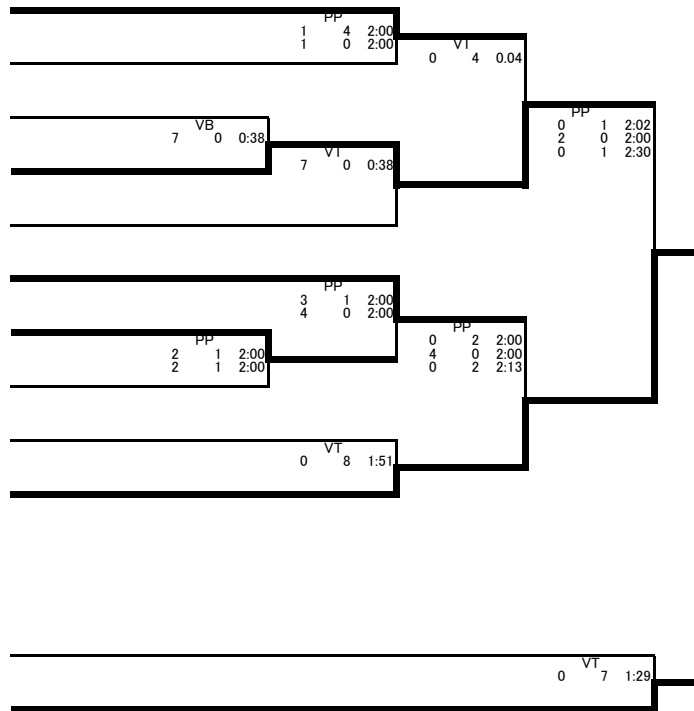 PP
1 4 2:00
1 0 2:00
VT
0 4 0.04
PP
0 1 2:02
2 0 2:00
0 1 2:30
VB
7 0 0:38
VT
7 0 0:38
PP
3 1 2:00
4 0 2:00
PP
0 2 2:00
4 0 2:00
0 2 2:13
PP
2 1 2:00
2 1 2:00
VT
0 8 1:51
VT
0 7 1:29